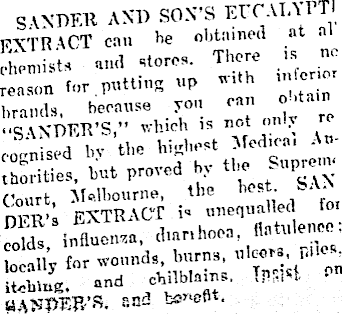 SANDER AND SON'S EUCALYPTI
EXTRACT can be obtained at al'
chemists and stores. There is no
reason for putting up with inferior
brands, because you can obtain
"SANDER'S," which is not only re
cognised by the highest Medical Au-
thorities, but proved by the Supreme
Court, Melbourne, the best. SAN
DER's EXTRACT is unequalled for
colds, influenza, diarrhoea, flatulence;
locally for wounds, burns, ulcers, piles,
itching, and chilblains. Insist on
SANDER'S, and benefit.